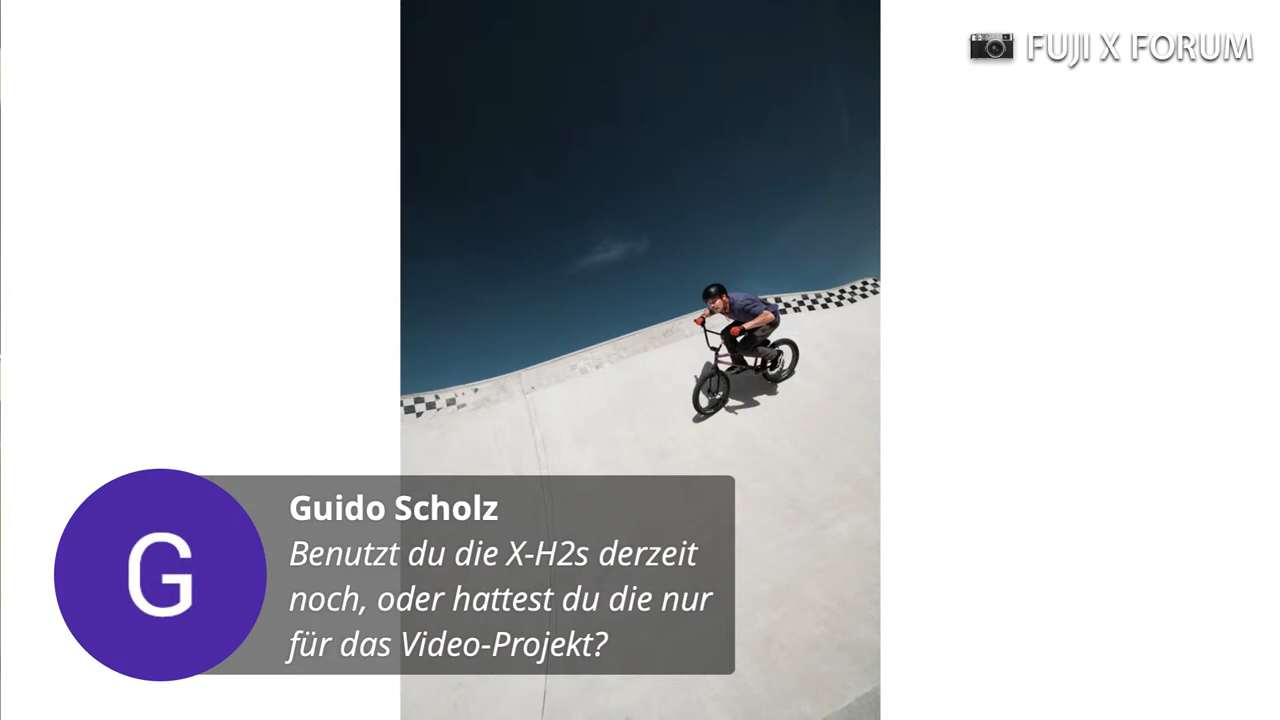 FUJI X FORUM
G
Guido Scholz
Benutzt du die X-H2s derzeit
noch, oder hattest du die nur
für das Video-Projekt?